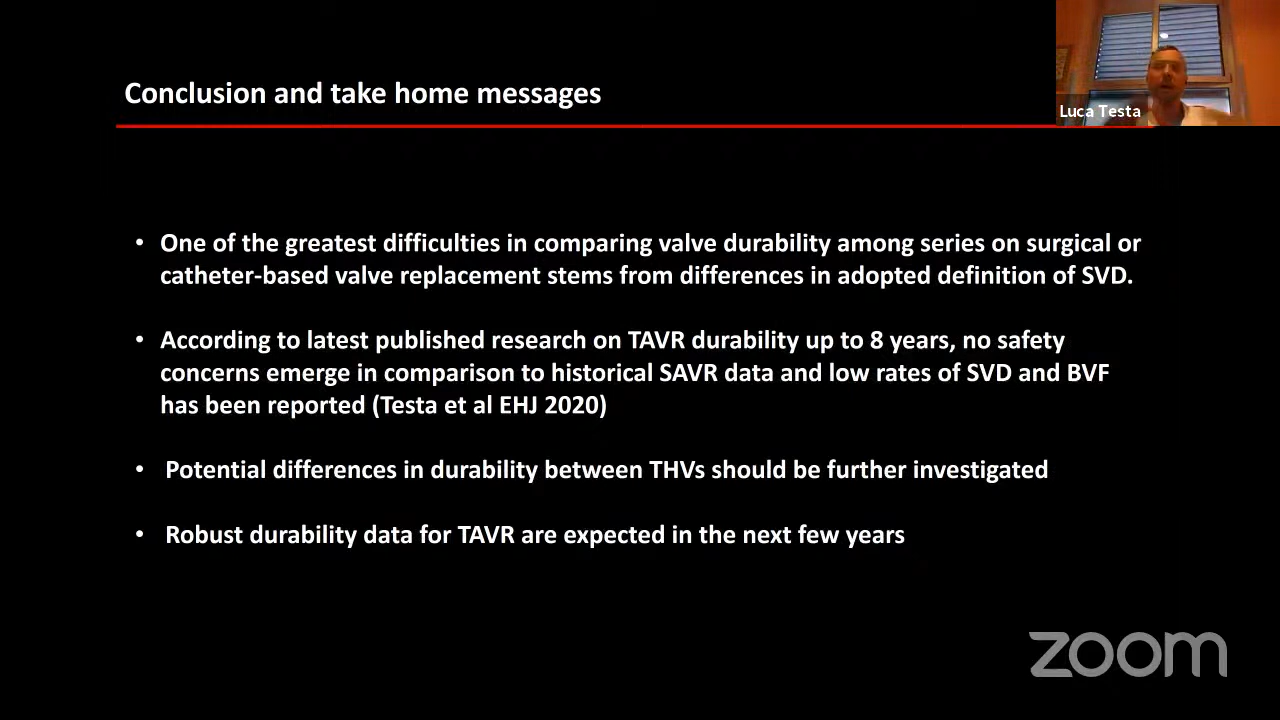 Conclusion and take home messages
Luca Testa
• One of the greatest difficulties in comparing valve durability among series on surgical or
catheter-based valve replacement stems from differences in adopted definition of SVD.
• According to latest published research on TAVR durability up to 8 years, no safety
concerns emerge in comparison to historical SAVR data and low rates of SVD and BVF
has been reported (Testa et al EHJ 2020)
• Potential differences in durability between THVs should be further investigated
• Robust durability data for TAVR are expected in the next few years
zoom